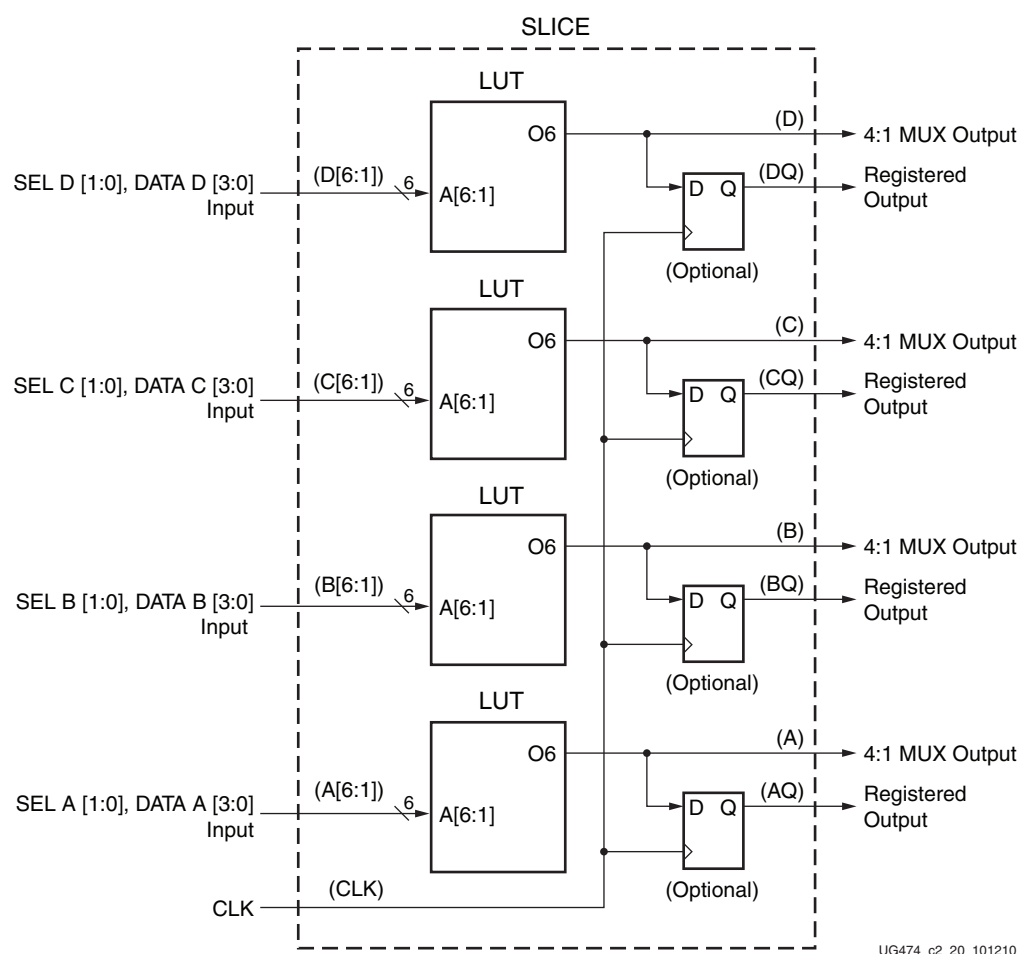 SLICE
LUT
O6
(D)
4:1 MUX Output
SEL D [1:0], DATA D [3:0]
Input
(D[6:1])
6
A[6:1]
D Q
(DQ)
Registered
Output
(Optional)
LUT
O6
(C)
4:1 MUX Output
SEL C [1:0], DATA C [3:0]
Input
(C[6:1])
6
A[6:1]
D Q
(CQ)
Registered
Output
(Optional)
LUT
O6
(B)
4:1 MUX Output
SEL B [1:0], DATA B [3:0]
Input
(B[6:1])
6
A[6:1]
D Q
(BQ)
Registered
Output
(Optional)
LUT
O6
(A)
4:1 MUX Output
SEL A [1:0], DATA A [3:0]
Input
(A[6:1])
6
A[6:1]
D Q
(AQ)
Registered
Output
(Optional)
CLK
(CLK)
UG474_c2_20_101210